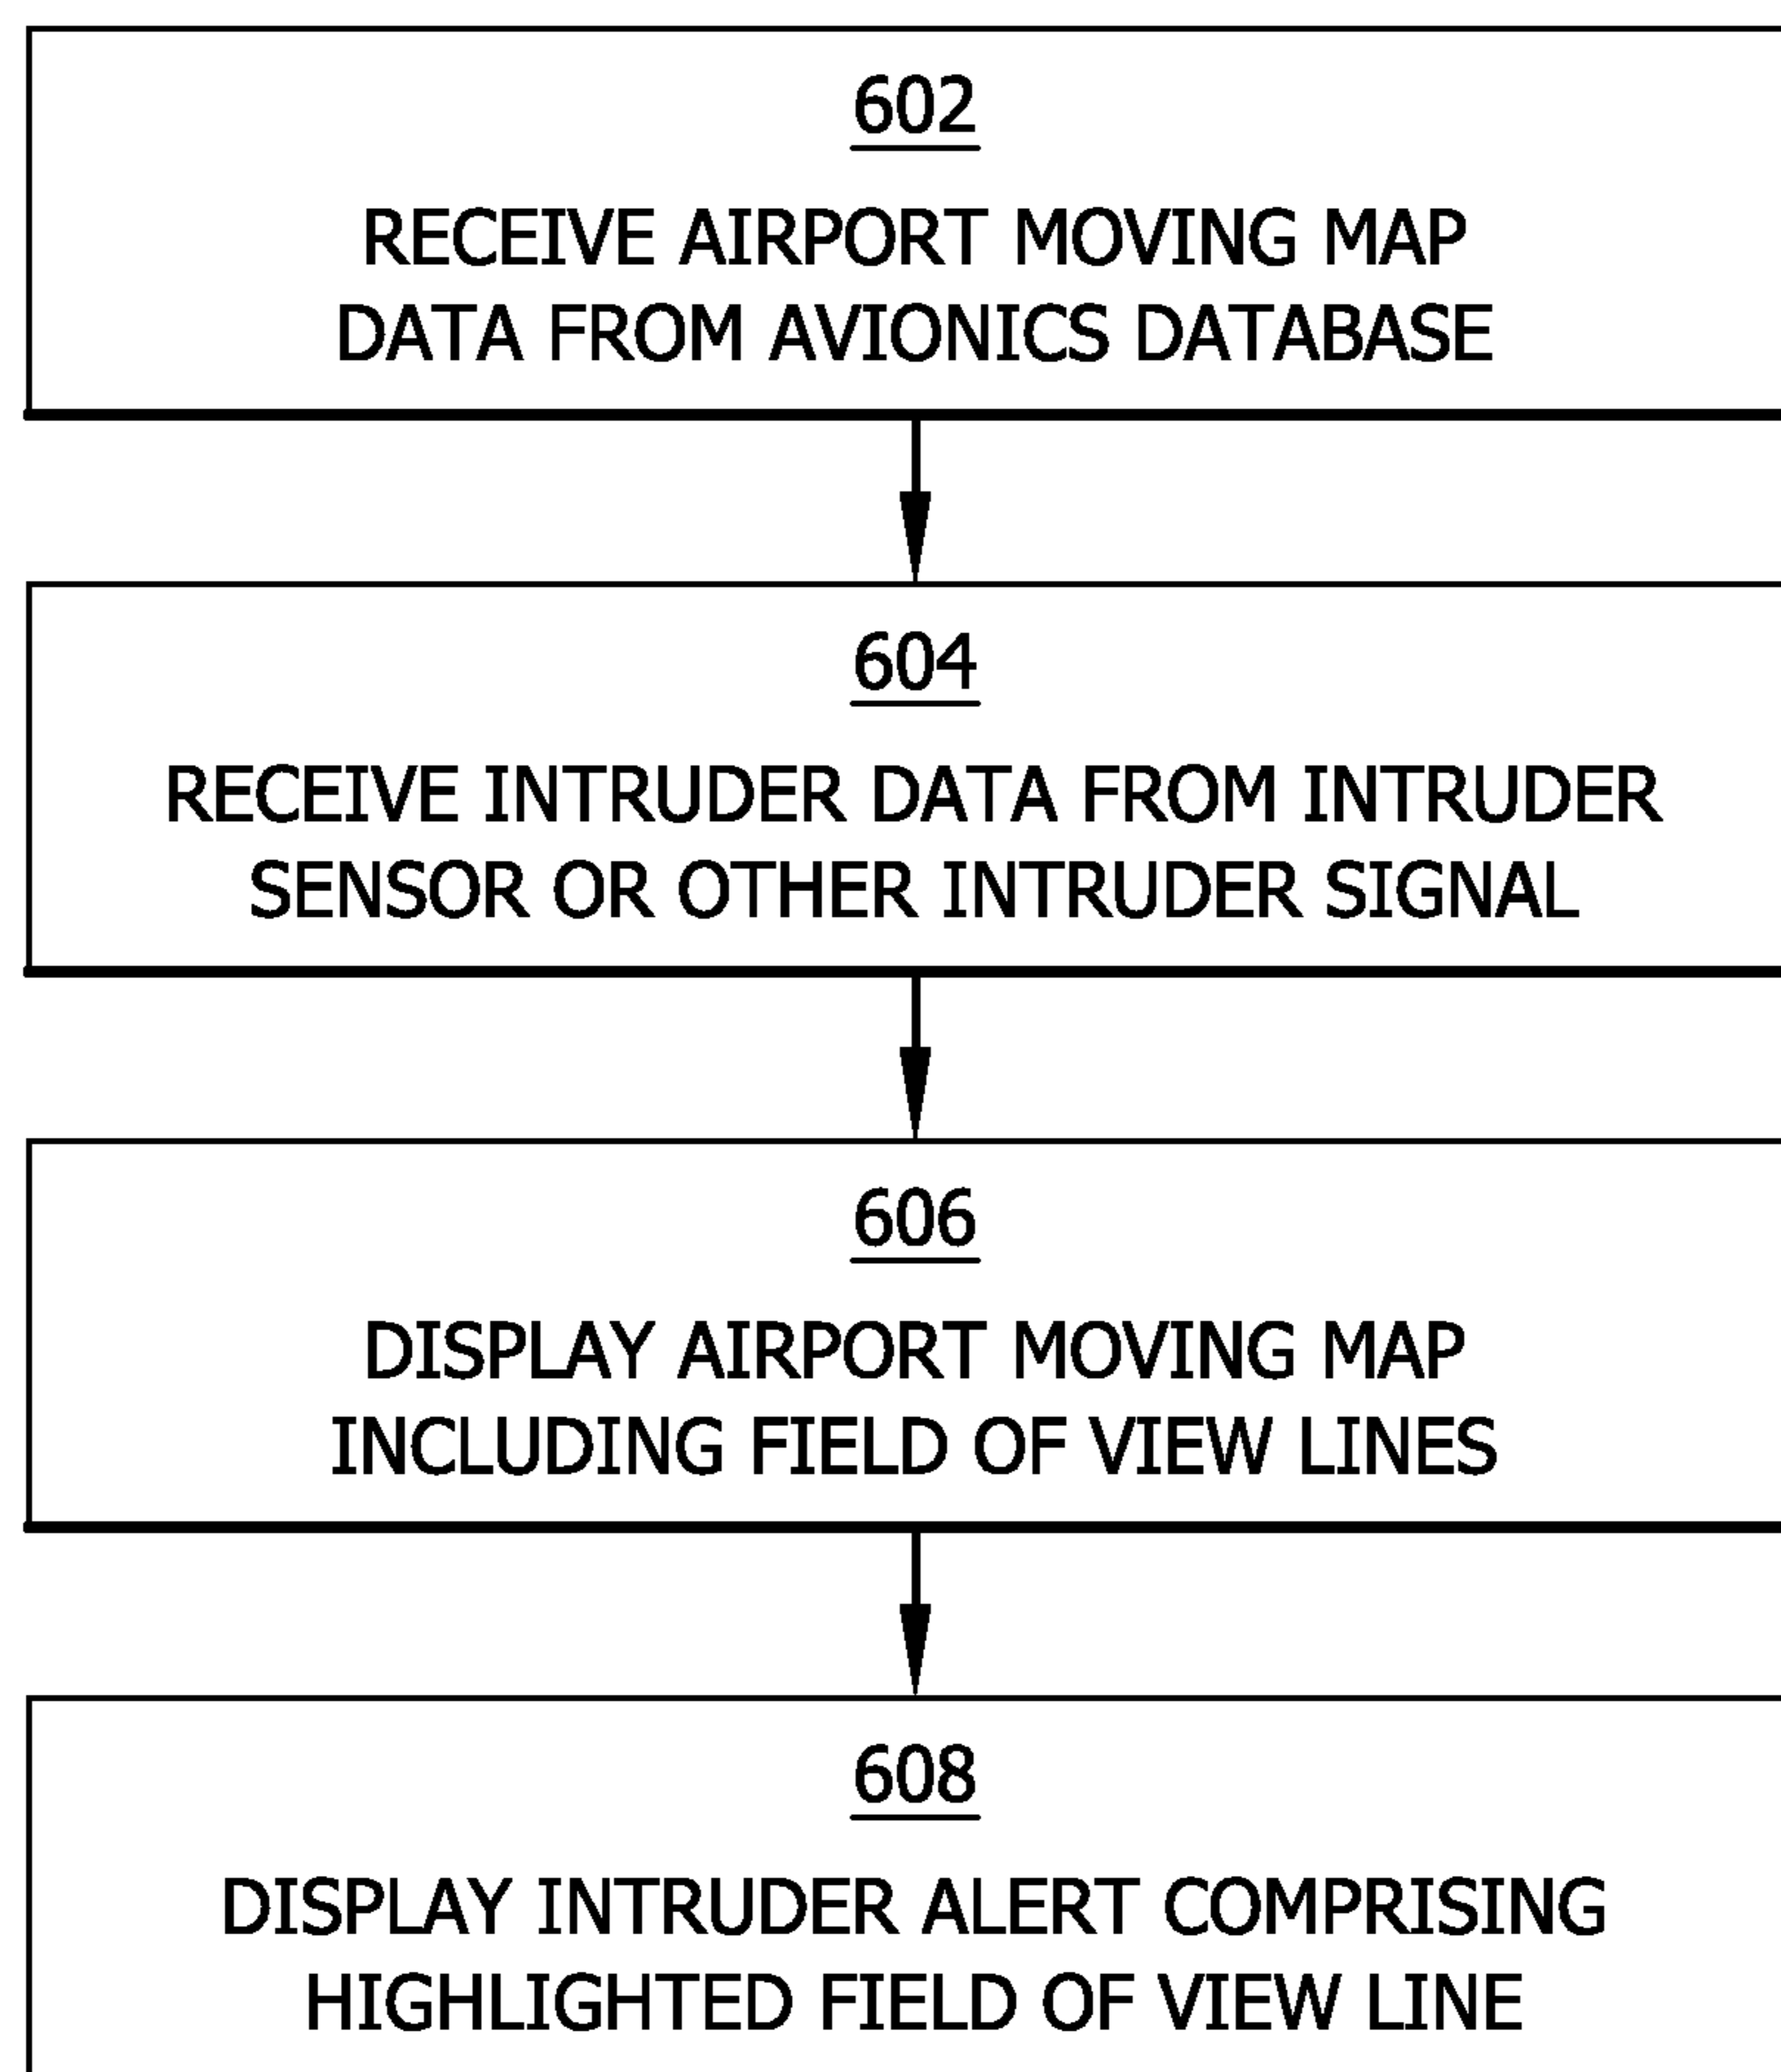 602
RECEIVE AIRPORT MOVING MAP
DATA FROM AVIONICS DATABASE
604
RECEIVE INTRUDER DATA FROM INTRUDER
SENSOR OR OTHER INTRUDER SIGNAL
606
DISPLAY AIRPORT MOVING MAP
INCLUDING FIELD OF VIEW LINES
608
DISPLAY INTRUDER ALERT COMPRISING
HIGHLIGHTED FIELD OF VIEW LINE